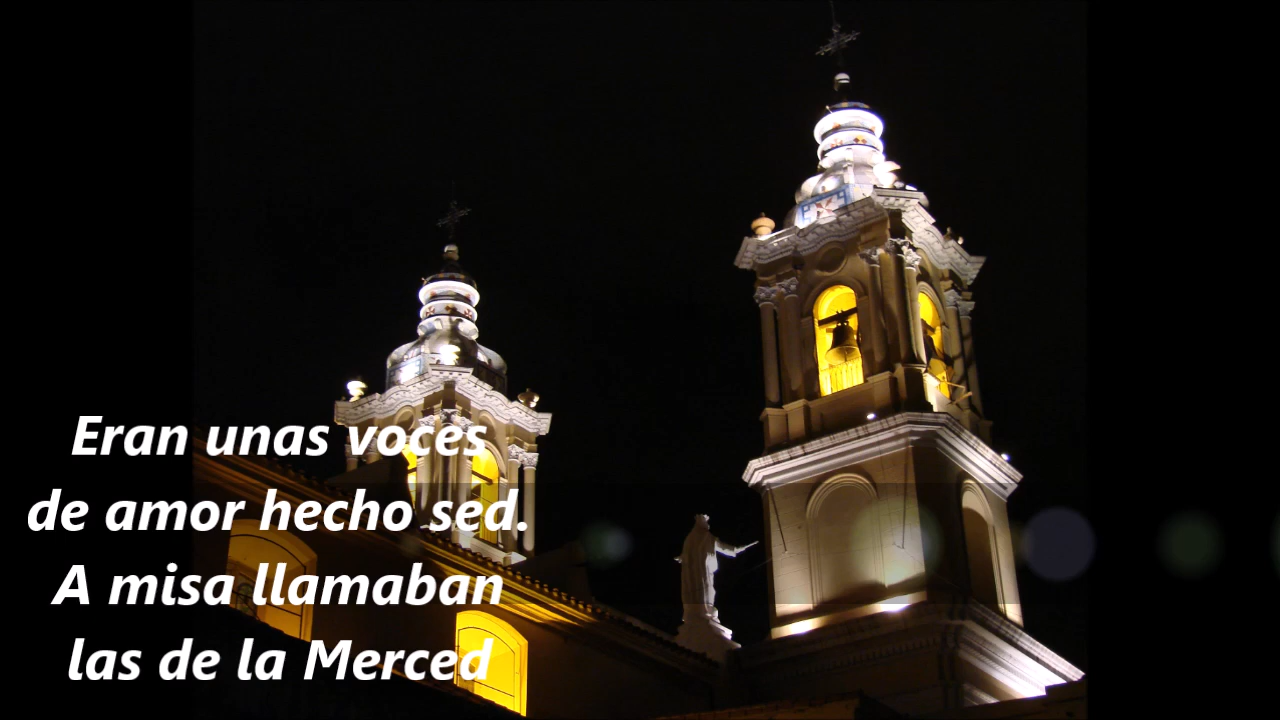 Eran unas voces
de amor hecho sed.
A misa llamaban
las de la Merced